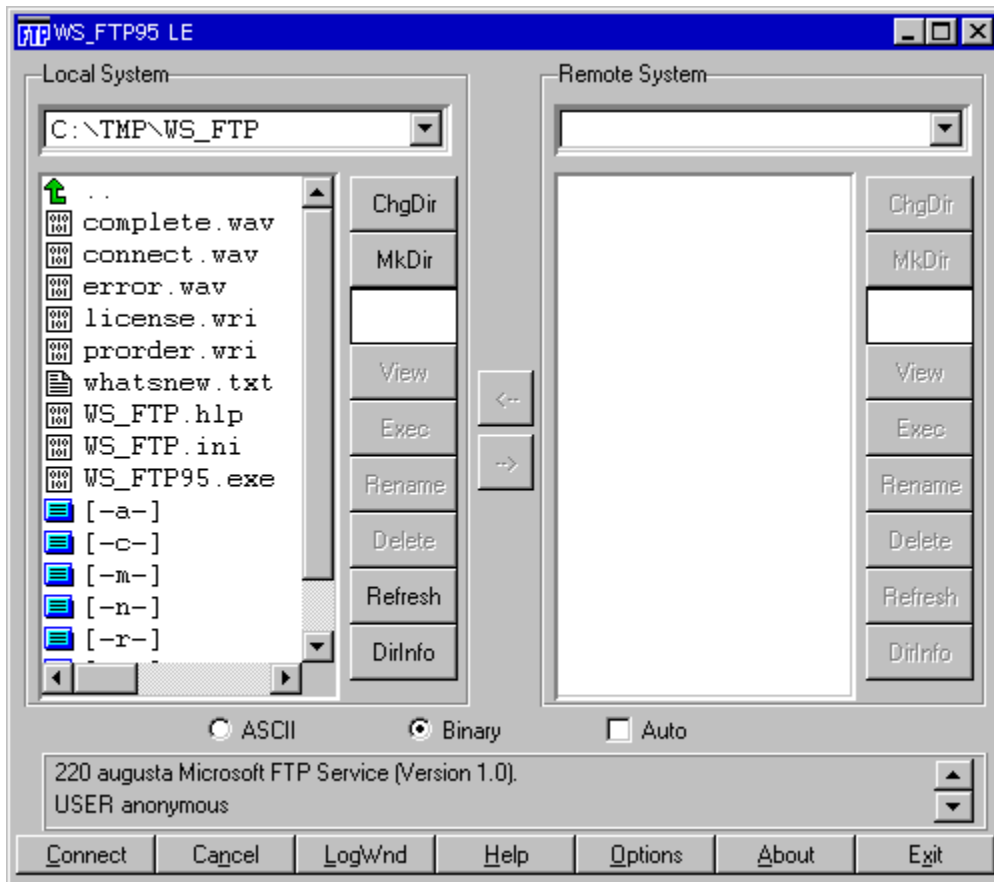 FTP WS_FTP95 LE
Local System
C:\TMP\WS_FTP
..
complete.wav
connect.wav
error.wav
license.wri
prorder.wri
whatsnew.txt
WS_FTP.hlp
WS_FTP.ini
WS_FTP95.exe
[-a-]
[-c-]
[-m-]
[-n-]
[-r-]
ChgDir
MkDir
View
Exec
Rename
Delete
Refresh
DirInfo
<--
-->
Remote System
ChgDir
MkDir
View
Exec
Rename
Delete
Refresh
DirInfo
ASCII Binary Auto
220 augusta Microsoft FTP Service (Version 1.0).
USER anonymous
Connect Cancel LogWnd Help Options About Exit